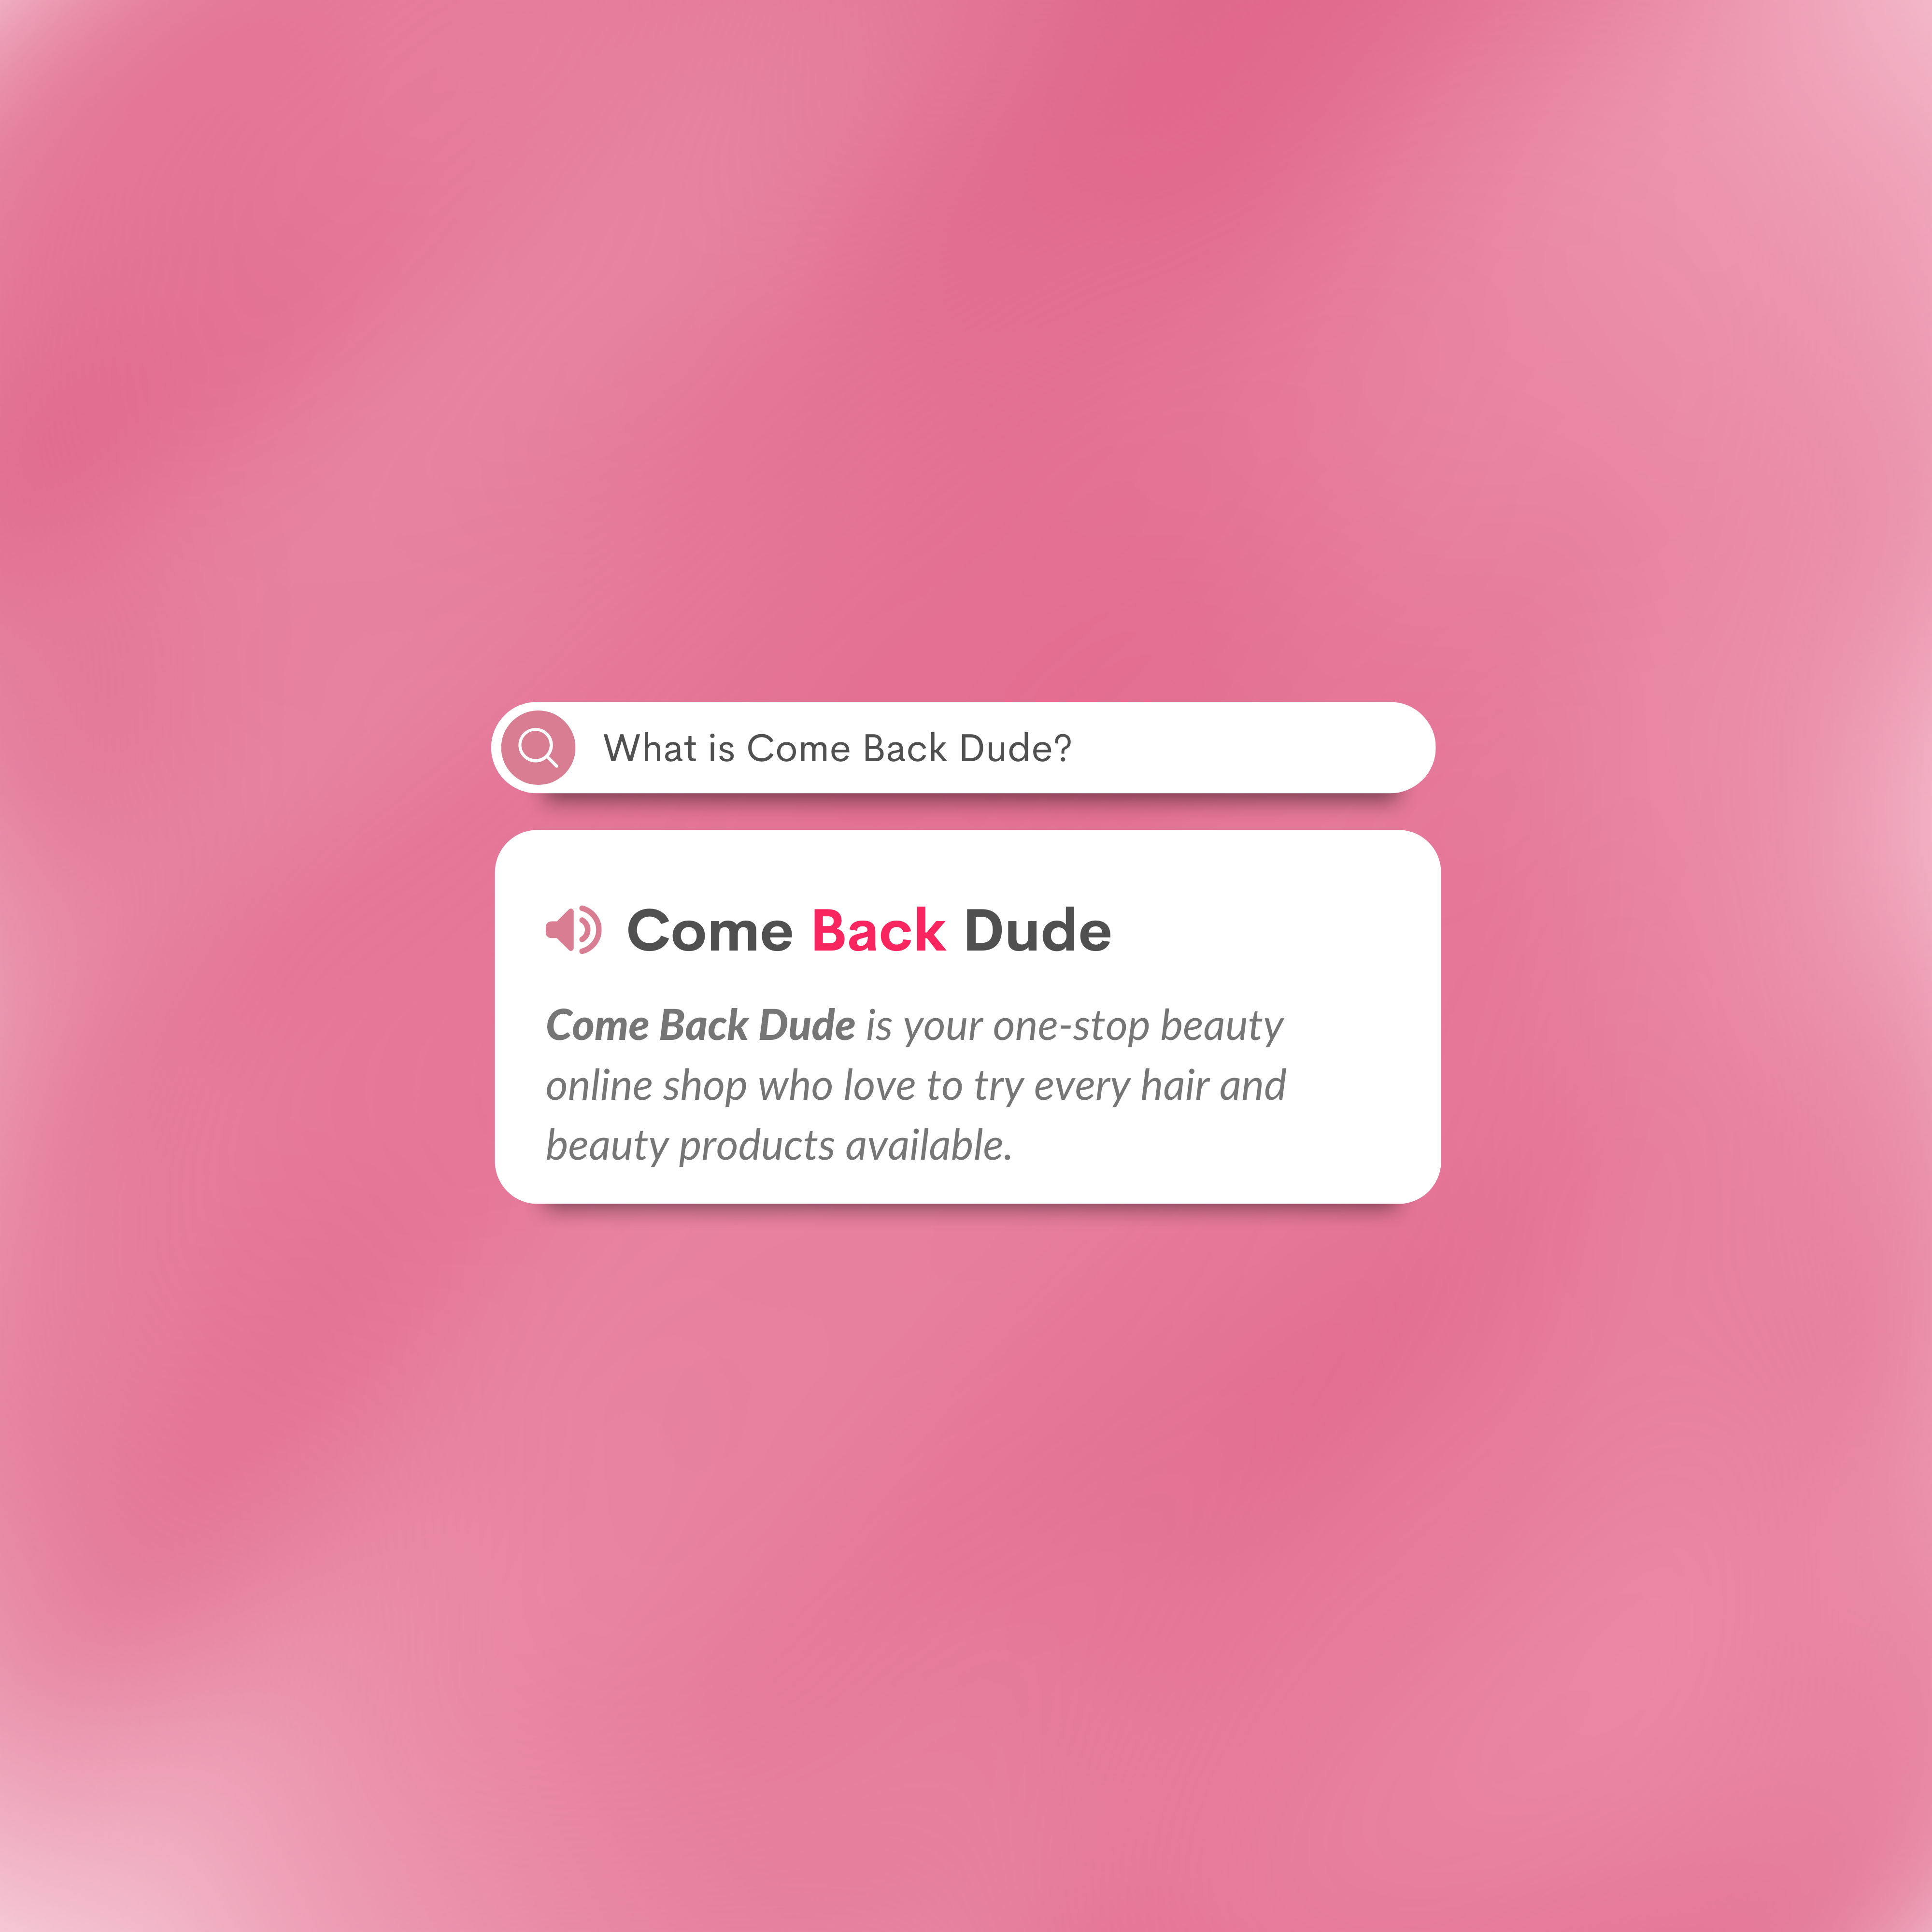 What is Come Back Dude?
Come Back Dude
Come Back Dude is your one-stop beauty
online shop who love to try every hair and
beauty products available.